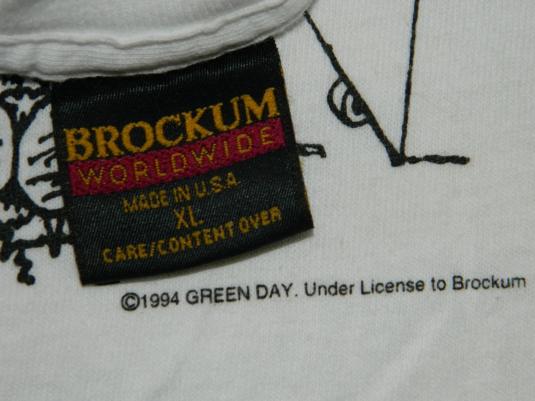 BROCKUM
WORLDWIDE
MADE IN U.S.A.
XL
CARE/CONTENT OVER
©1994 GREEN DAY. Under License to Brockum